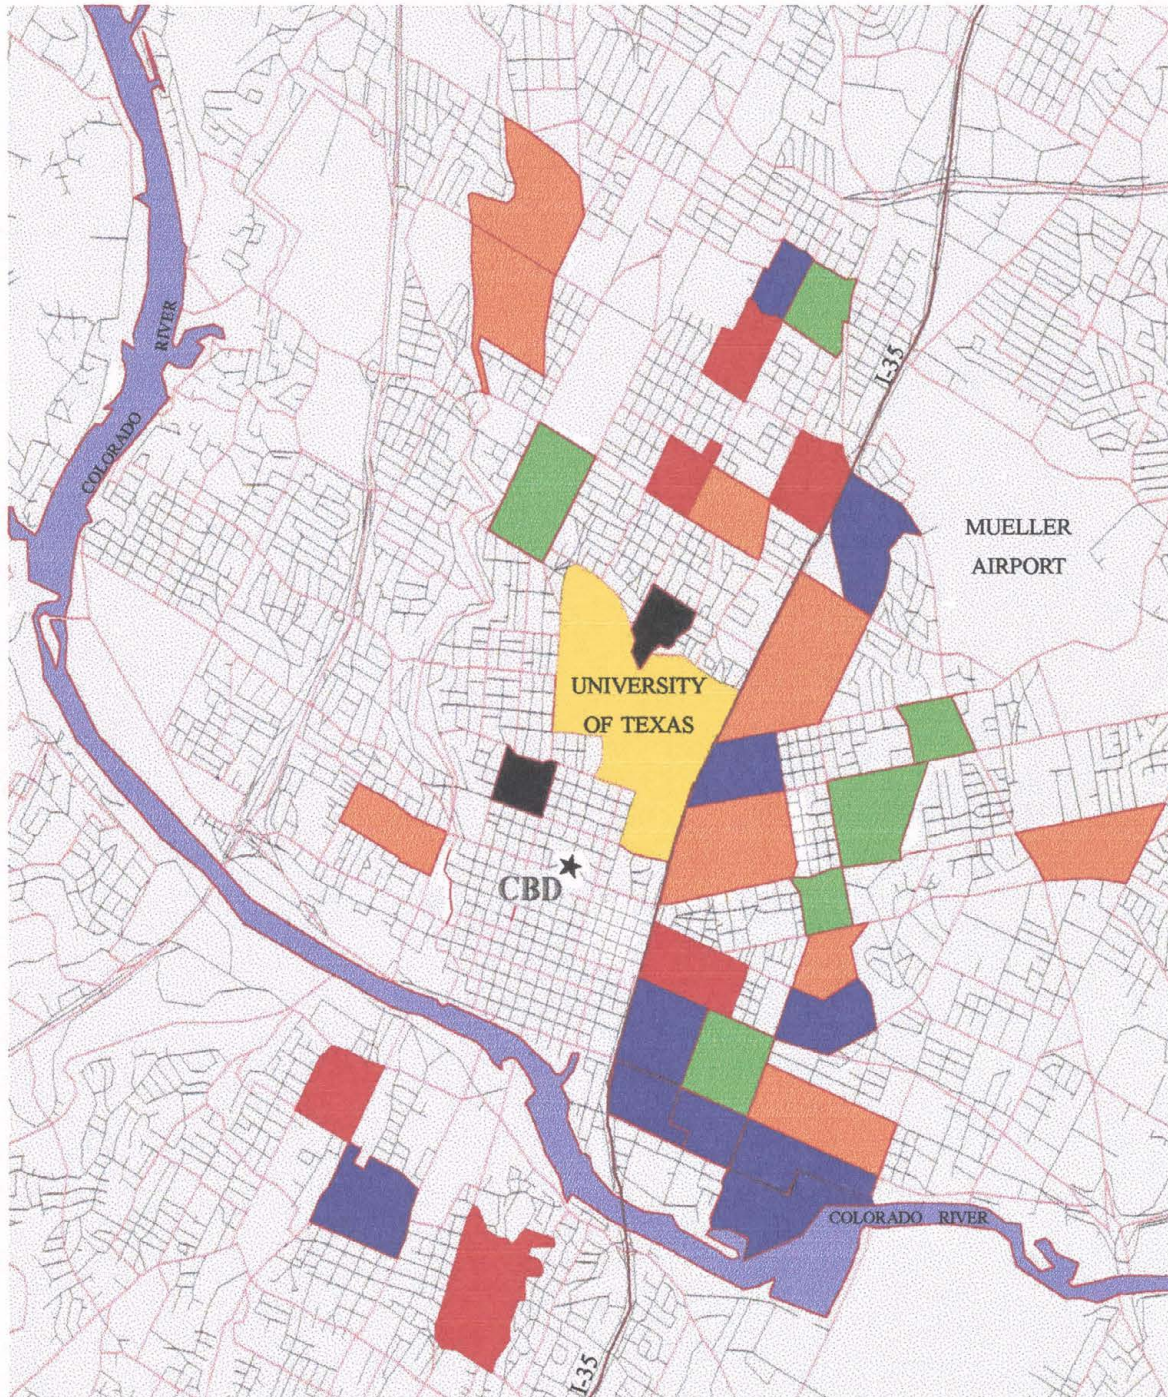 RIVER
COLORADO
I-35
MUELLER
AIRPORT
UNIVERSITY
OF TEXAS
CBD
COLORADO RIVER
I-35